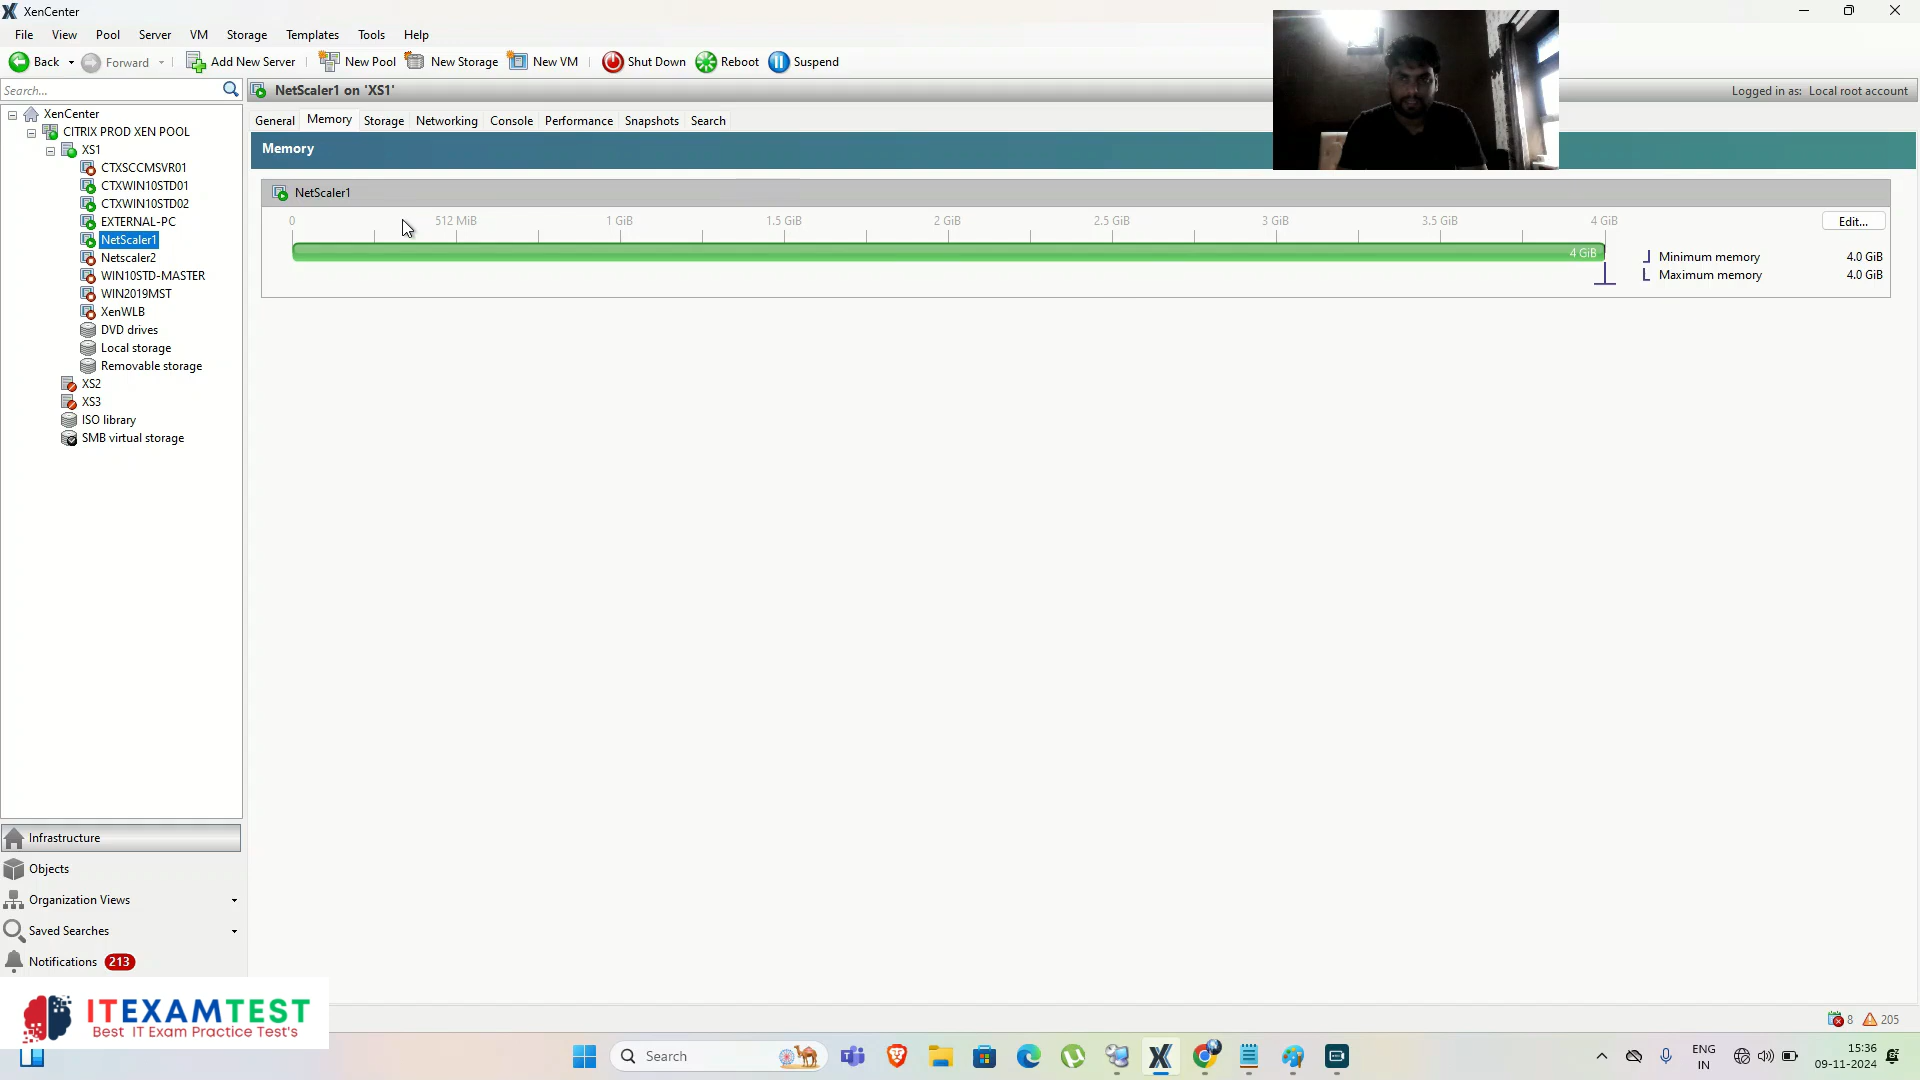 XenCenter
File View Pool Server VM Storage Templates Tools Help
Back Forward Add New Server New Pool New Storage New VM Shut Down Reboot Suspend
Search...
NetScaler1 on 'XS1'
Logged in as: Local root account
XenCenter
CITRIX PROD XEN POOL
XS1
CTXSCCMSVR01
CTXWIN10STD01
CTXWIN10STD02
EXTERNAL-PC
NetScaler1
Netscaler2
WIN10STD-MASTER
WIN2019MST
XenWLB
DVD drives
Local storage
Removable storage
XS2
XS3
ISO library
SMB virtual storage
General Memory Storage Networking Console Performance Snapshots Search
Memory
NetScaler1
0 512 MiB 1 GiB 1.5 GiB 2 GiB 2.5 GiB 3 GiB 3.5 GiB 4 GiB
Edit...
4 GiB
Minimum memory 4.0 GiB
Maximum memory 4.0 GiB
Infrastructure
Objects
Organization Views
Saved Searches
Notifications 213
ITEXAMTEST
Best IT Exam Practice Test's
8 205
Search
ENG
IN
15:36
09-11-2024